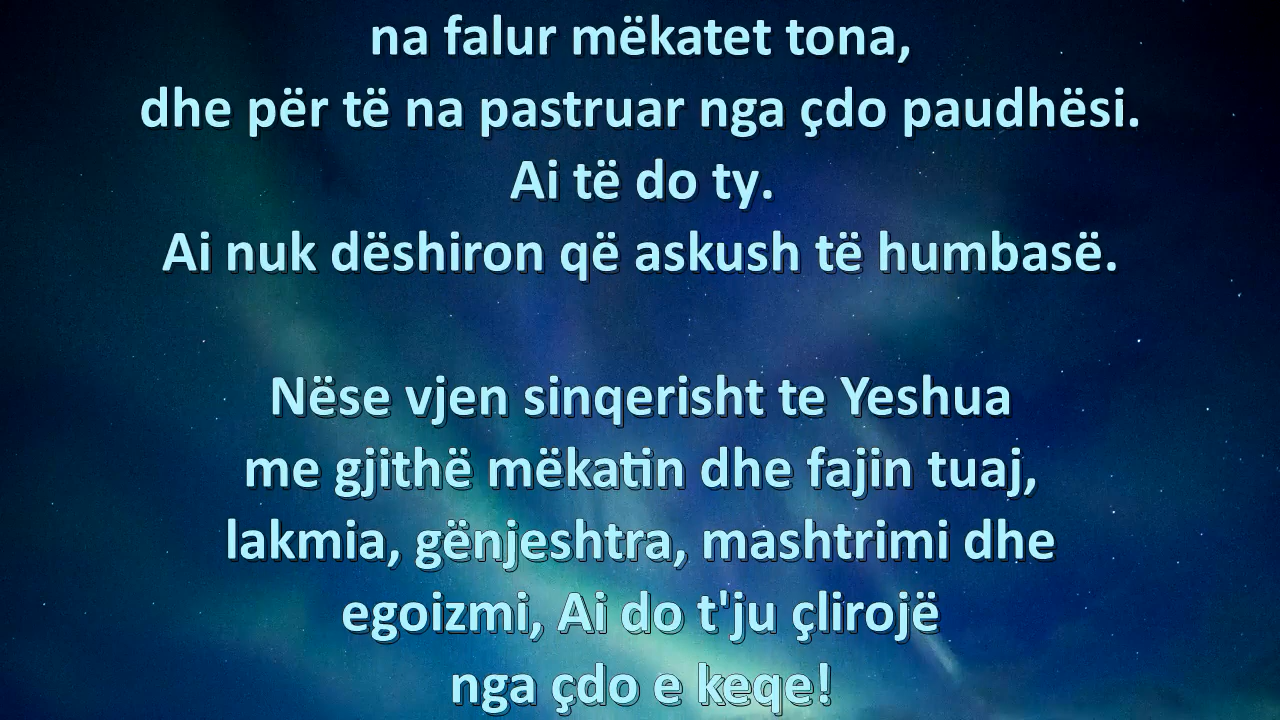 na falur mëkatet tona,
dhe për të na pastruar nga çdo paudhësi.
Ai të do ty.
Ai nuk dëshiron që askush të humbasë.
Nëse vjen sinqerisht te Yeshua
me gjithë mëkatin dhe fajin tuaj,
lakmia, gënjeshtra, mashtrimi dhe
egoizmi, Ai do t'ju çlirojë
nga çdo e keqe!